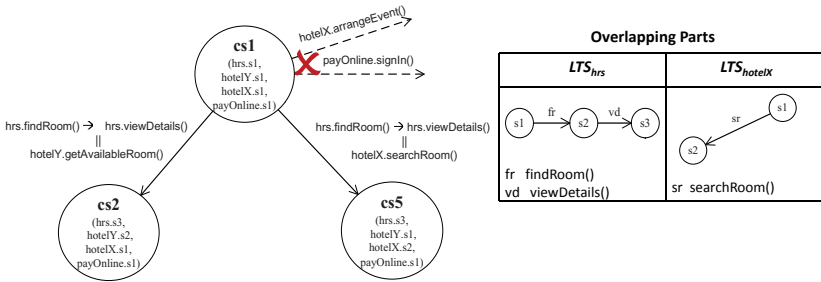 hotelX.arrangeEvent()
payOnline.signIn()
cs1
(hrs.s1,
hotelY.s1,
hotelX.s1,
payOnline.s1)
hrs.findRoom() → hrs.viewDetails()
||
hotelY.getAvailableRoom()
hrs.findRoom() → hrs.viewDetails()
||
hotelX.searchRoom()
cs2
(hrs.s3,
hotelY.s2,
hotelX.s1,
payOnline.s1)
cs5
(hrs.s3,
hotelY.s1,
hotelX.s2,
payOnline.s1)
Overlapping Parts
LTShrs
LTShotelX
s1 fr s2 vd s3
fr findRoom()
vd viewDetails()
s1
sr
s2
sr searchRoom()